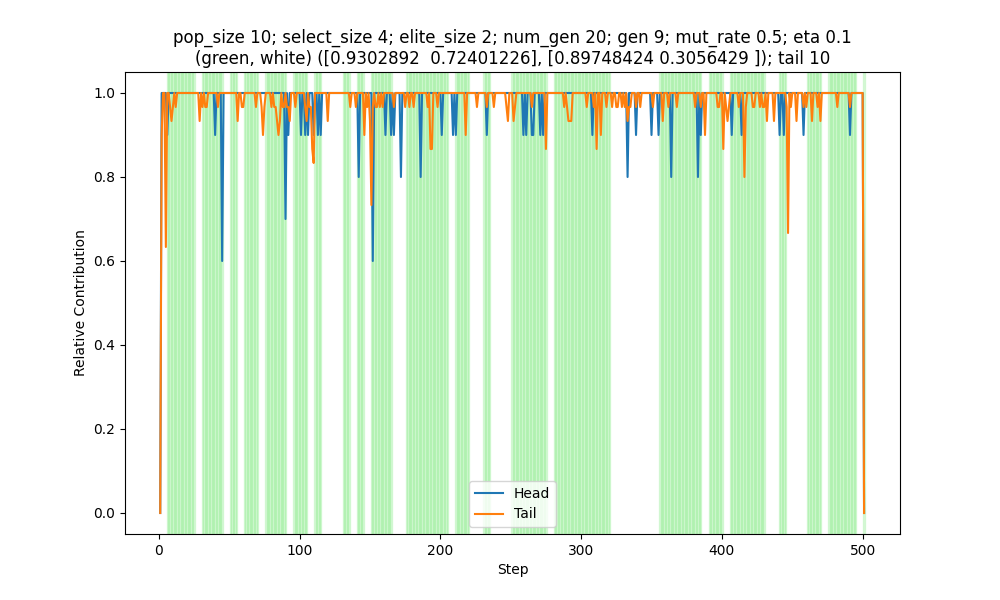 pop_size 10; select_size 4; elite_size 2; num_gen 20; gen 9; mut_rate 0.5; eta 0.1
(green, white) ([0.9302892  0.72401226], [0.89748424 0.3056429 ]); tail 10
1.0
0.8
0.6
0.4
0.2
0.0
Relative Contribution
Head
Tail
0 100 200 300 400 500
Step